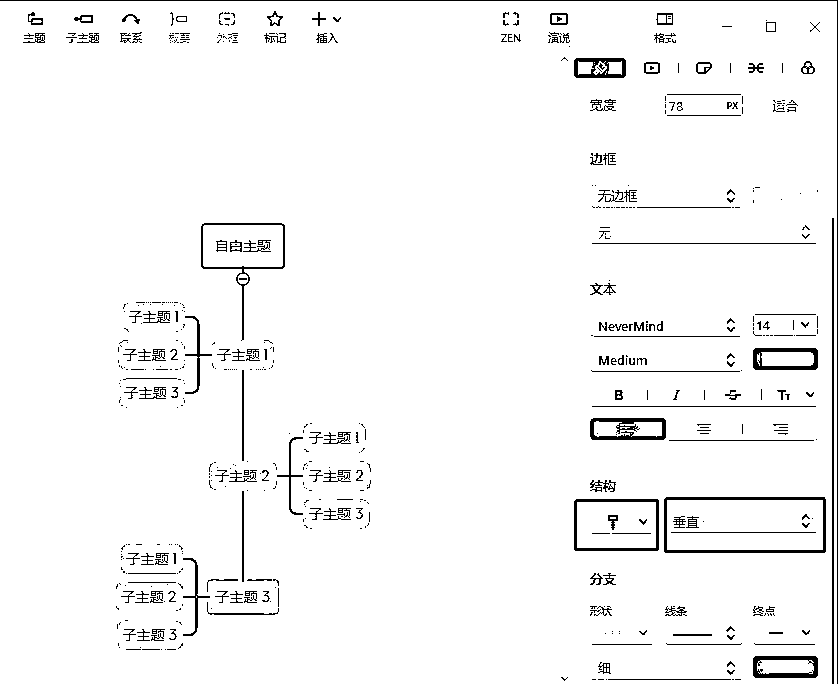 主题 子主题 联系 概要 外框 标记 插入 ZEN 演说 格式
宽度 78 PX 适合
边框
无边框
无
文本
NeverMind 14
Medium
B I S TT
结构
垂直
分支
形状 线条 终点
细
自由主题
子主题 1
子主题 2
子主题 3
子主题 1
子主题 2
子主题 1
子主题 2
子主题 3
子主题 1
子主题 2
子主题 3
子主题 3